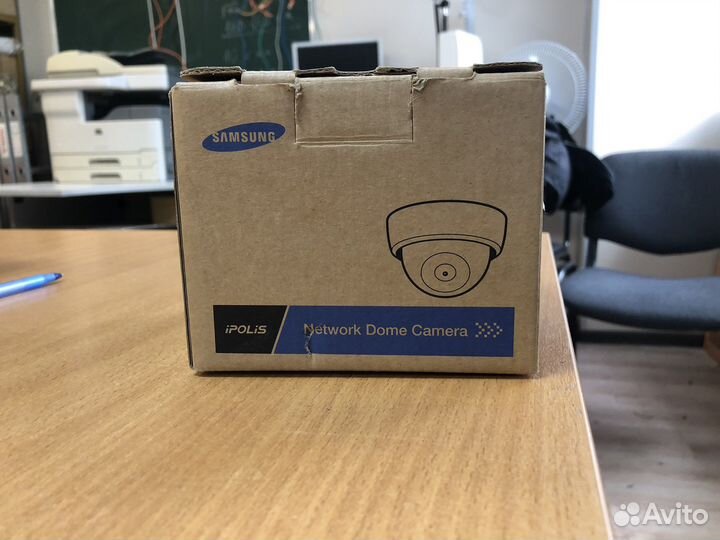 SAMSUNG
iPOLiS Network Dome Camera
Avito